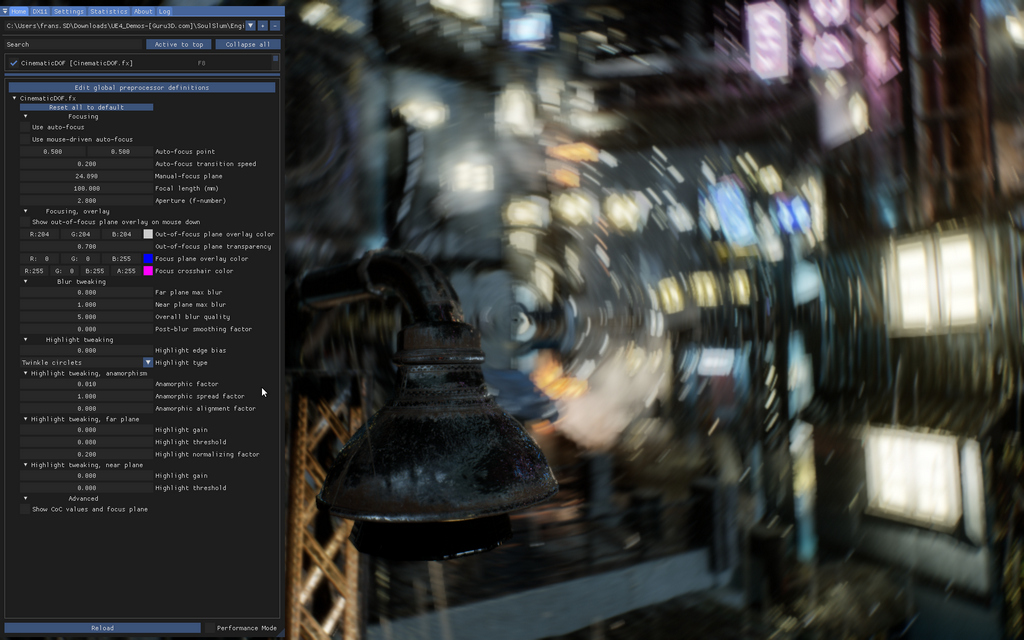 Home DX11 Settings Statistics About Log
C:\Users\frans.SD\Downloads\UE4_Demos-[Guru3D.com]\SoulSlum\Engi + -
Search Active to top Collapse all
CinematicDOF [CinematicDOF.fx] F8
Edit global preprocessor definitions
CinematicDOF.fx
Reset all to default
Focusing
Use auto-focus
Use mouse-driven auto-focus
0.500 0.500 Auto-focus point
0.200 Auto-focus transition speed
24.090 Manual-focus plane
100.000 Focal length (mm)
2.800 Aperture (f-number)
Focusing, overlay
Show out-of-focus plane overlay on mouse down
R:204 G:204 B:204 Out-of-focus plane overlay color
0.700 Out-of-focus plane transparency
R: 0 G: 0 B:255 Focus plane overlay color
R:255 G: 0 B:255 A:255 Focus crosshair color
Blur tweaking
0.800 Far plane max blur
1.000 Near plane max blur
5.000 Overall blur quality
0.000 Post-blur smoothing factor
Highlight tweaking
0.000 Highlight edge bias
Twinkle circlets Highlight type
Highlight tweaking, anamorphism
0.010 Anamorphic factor
1.000 Anamorphic spread factor
0.000 Anamorphic alignment factor
Highlight tweaking, far plane
0.000 Highlight gain
0.000 Highlight threshold
0.200 Highlight normalizing factor
Highlight tweaking, near plane
0.000 Highlight gain
0.000 Highlight threshold
Advanced
Show CoC values and focus plane
Reload Performance Mode